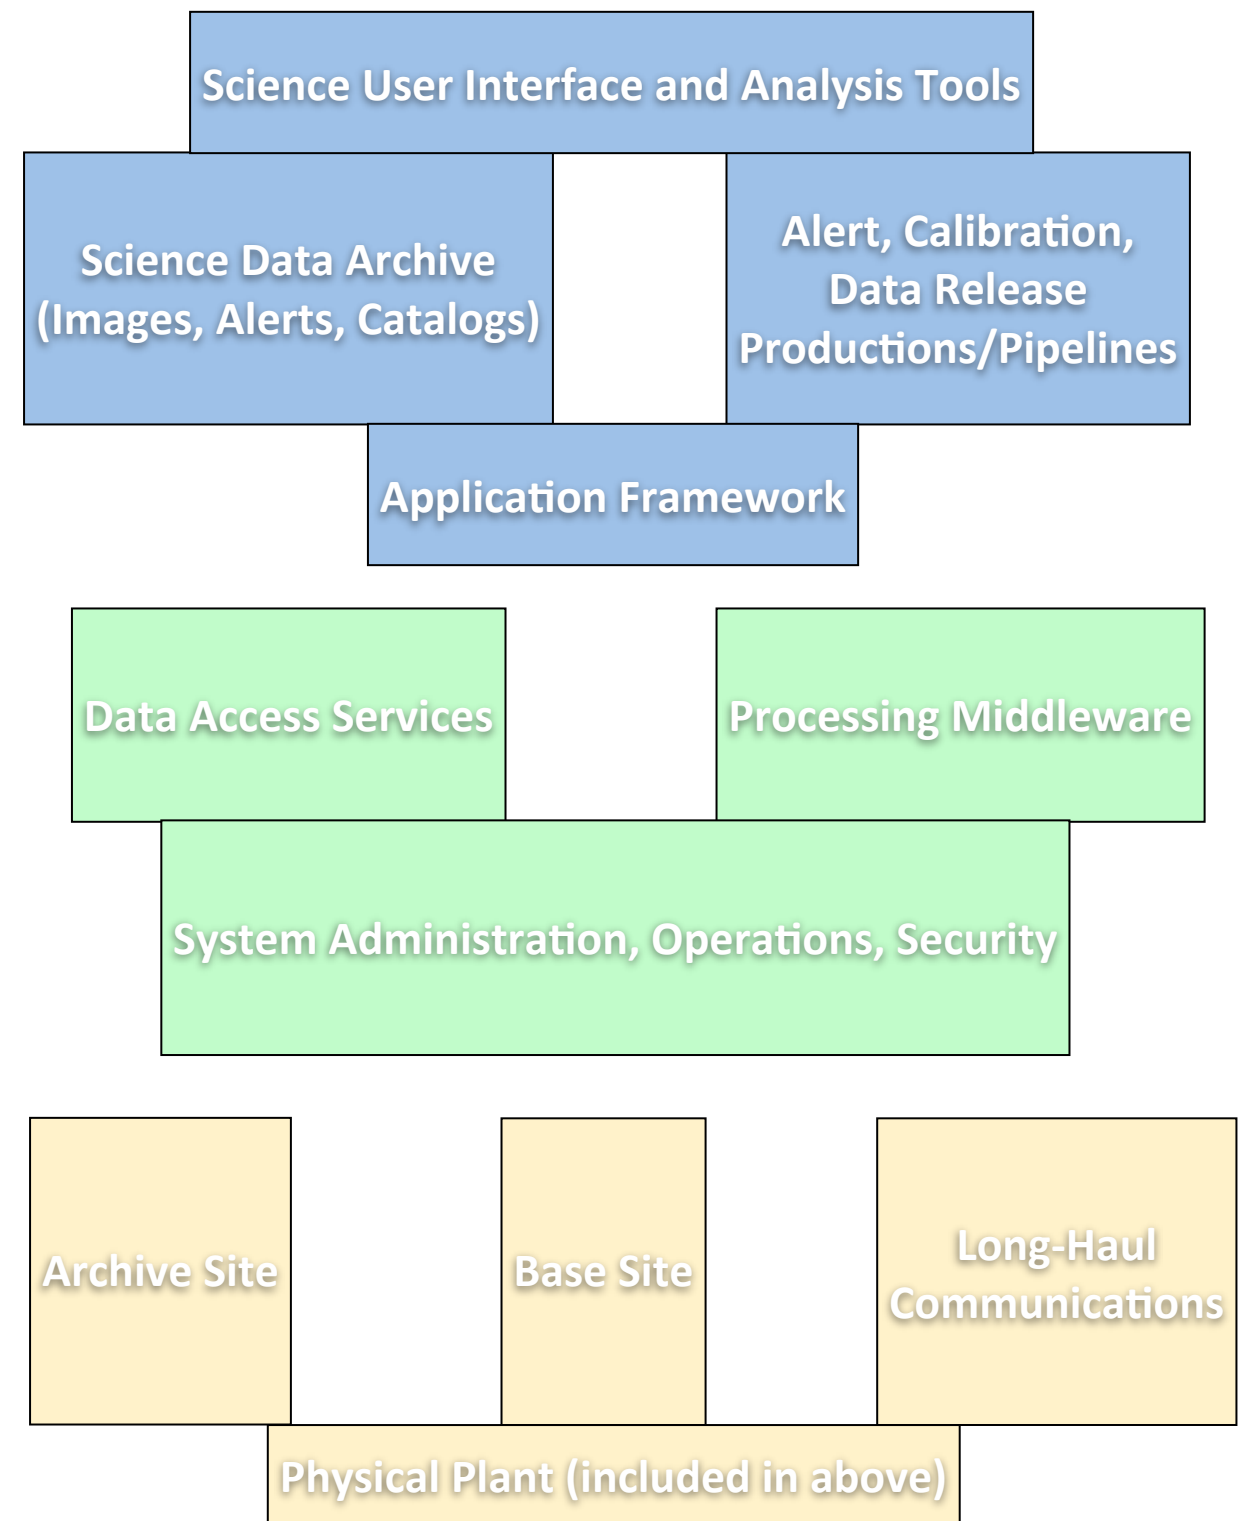 Science User Interface and Analysis Tools
Science Data Archive
(Images, Alerts, Catalogs)
Alert, Calibration,
Data Release
Productions/Pipelines
Application Framework
Data Access Services
Processing Middleware
System Administration, Operations, Security
Archive Site
Base Site
Long-Haul
Communications
Physical Plant (included in above)